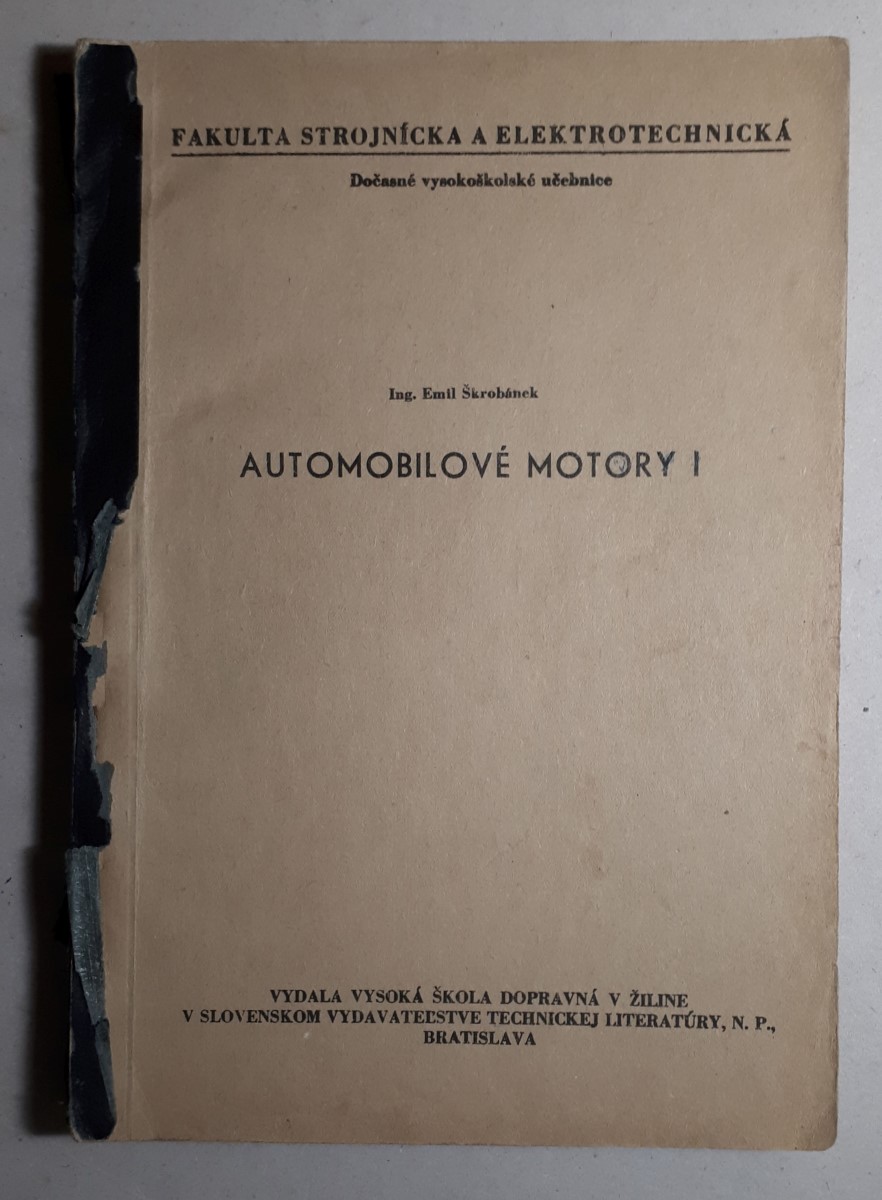 FAKULTA STROJNÍCKA A ELEKTROTECHNICKÁ
Dočasné vysokoškolské učebnice
Ing. Emil Škrobánek
AUTOMOBILOVÉ MOTORY I
VYDALA VYSOKÁ ŠKOLA DOPRAVNÁ V ŽILINE
V SLOVENSKOM VYDAVATEĽSTVE TECHNICKEJ LITERATÚRY, N. P.,
BRATISLAVA